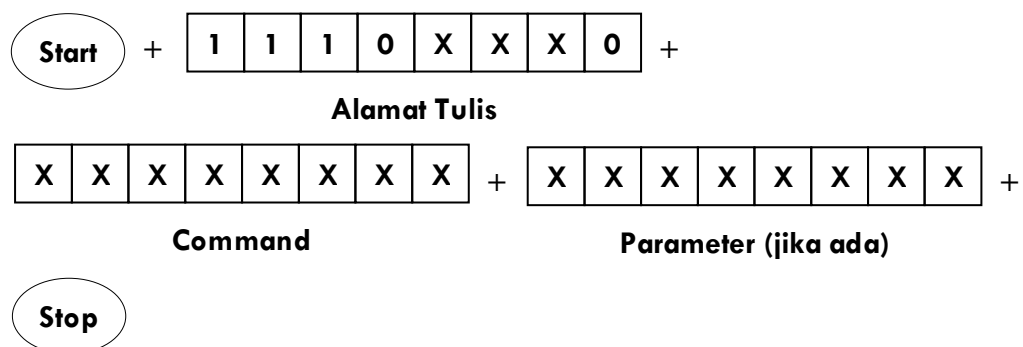 Start + 1 1 1 0 X X X 0 +
Alamat Tulis
X X X X X X X X + X X X X X X X X +
Command Parameter (jika ada)
Stop